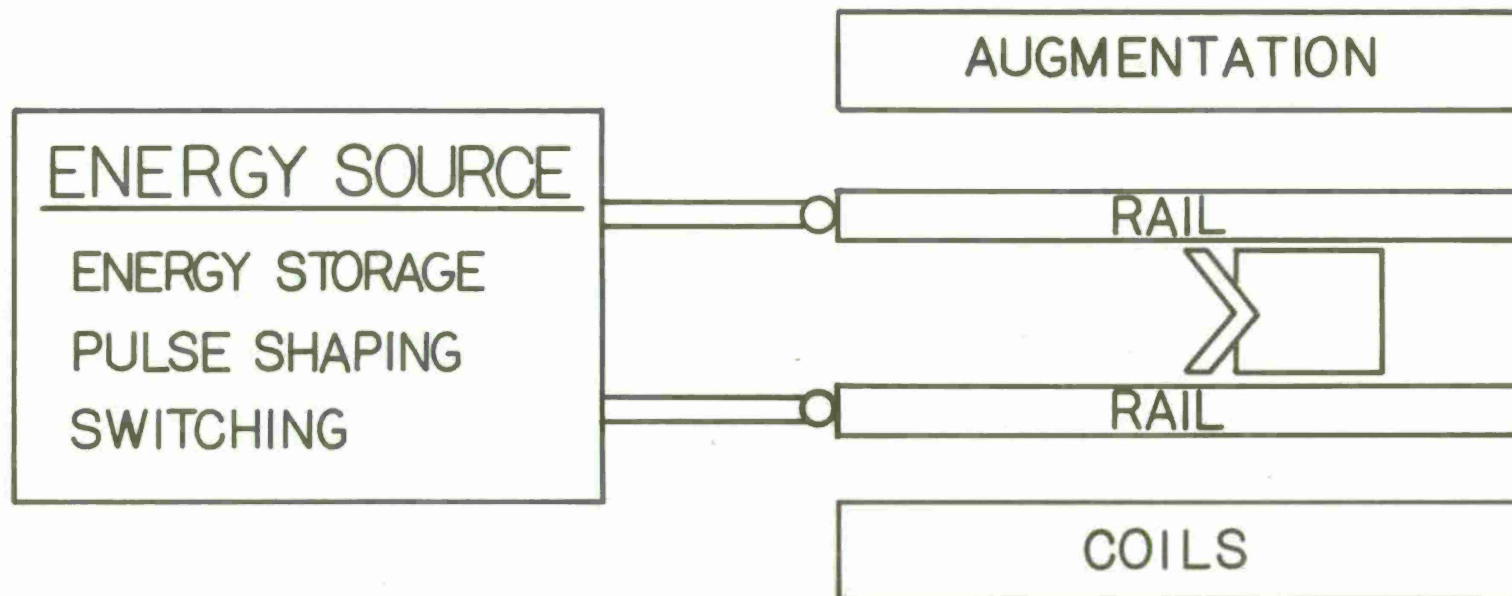 AUGMENTATION
ENERGY SOURCE
ENERGY STORAGE
PULSE SHAPING
SWITCHING
RAIL
RAIL
COILS